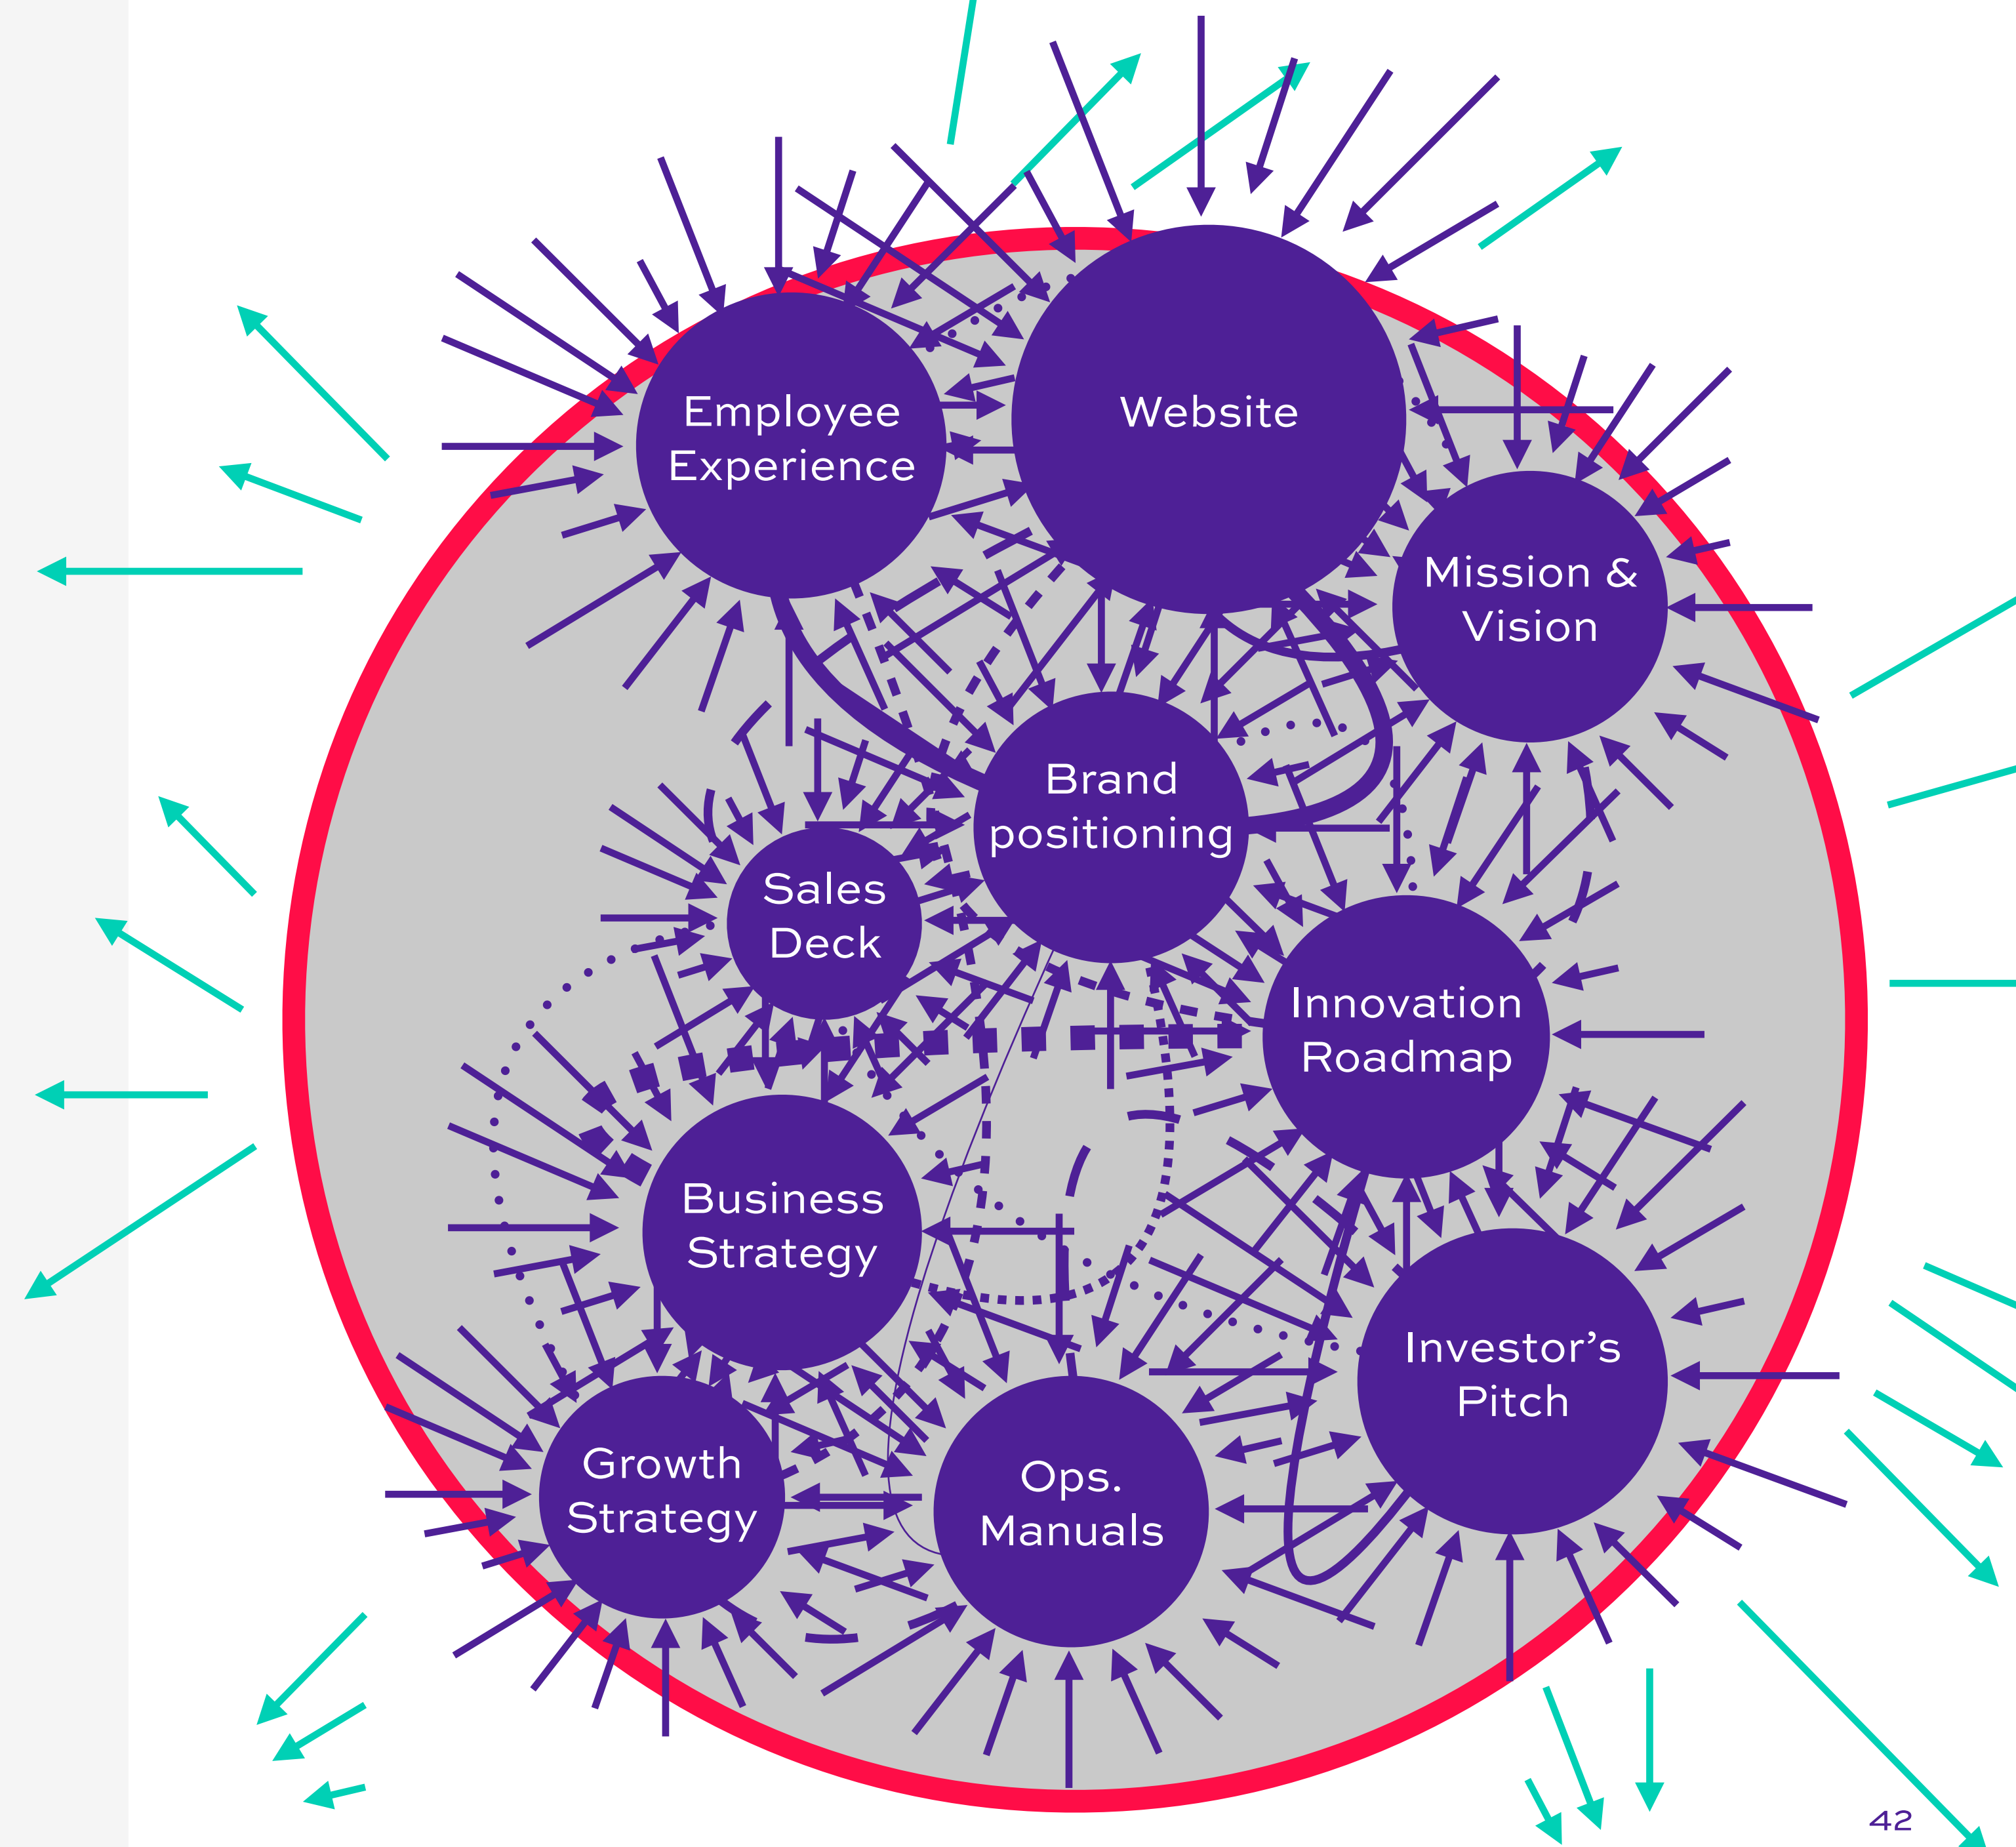 Employee
Experience
Website
Mission &
Vision
Brand
positioning
Sales
Deck
Innovation
Roadmap
Business
Strategy
Investor’s
Pitch
Growth
Strategy
Ops.
Manuals
42